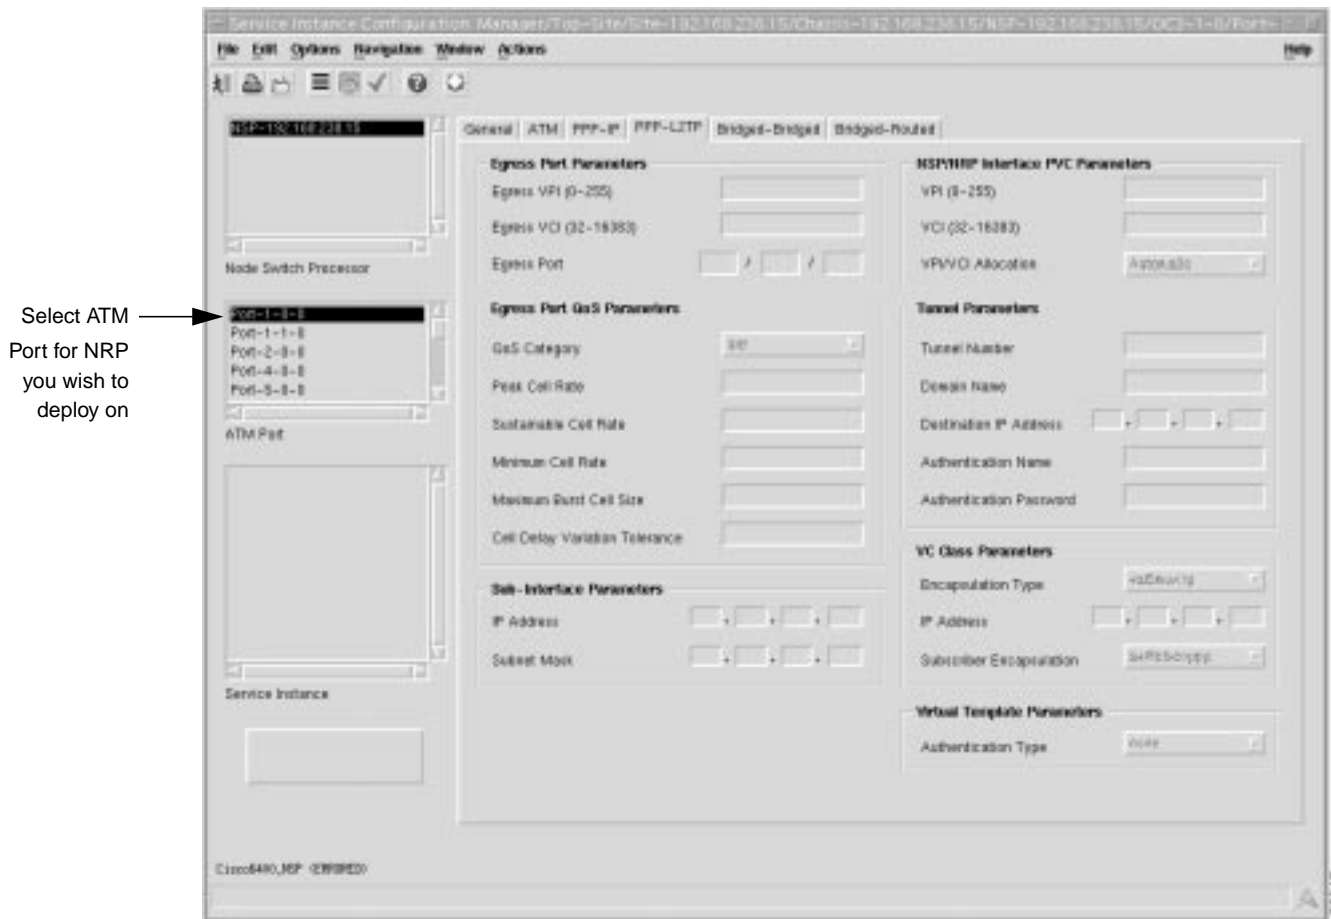 Service Instance Configuration Manager/Top-Site/Site-192.168.238.15/Chassis-192.168.238.15/NSP-192.168.238.15/OC3-1-0/Port-
File Edit Options Navigation Window Actions Help
NSP-192.168.238.15
Node Switch Processor
Select ATM
Port for NRP
you wish to
deploy on
Port-1-0-0
Port-1-1-0
Port-2-0-0
Port-4-0-0
Port-5-0-0
ATM Port
Service Instance
General ATM PPP-IP PPP-L2TP Bridged-Bridged Bridged-Routed
Egress Port Parameters
Egress VPI (0-255)
Egress VCI (32-16383)
Egress Port / /
Egress Port QoS Parameters
QoS Category
Peak Cell Rate
Sustainable Cell Rate
Minimum Cell Rate
Maximum Burst Cell Size
Cell Delay Variation Tolerance
Sub-Interface Parameters
IP Address . . .
Subnet Mask . . .
NSP/NRP Interface PVC Parameters
VPI (0-255)
VCI (32-16383)
VPI/VCI Allocation Automatic
Tunnel Parameters
Tunnel Number
Domain Name
Destination IP Address . . .
Authentication Name
Authentication Password
VC Class Parameters
Encapsulation Type
IP Address . . .
Subscriber Encapsulation
Virtual Template Parameters
Authentication Type none
Cisco6400_NSP <ERRORED>